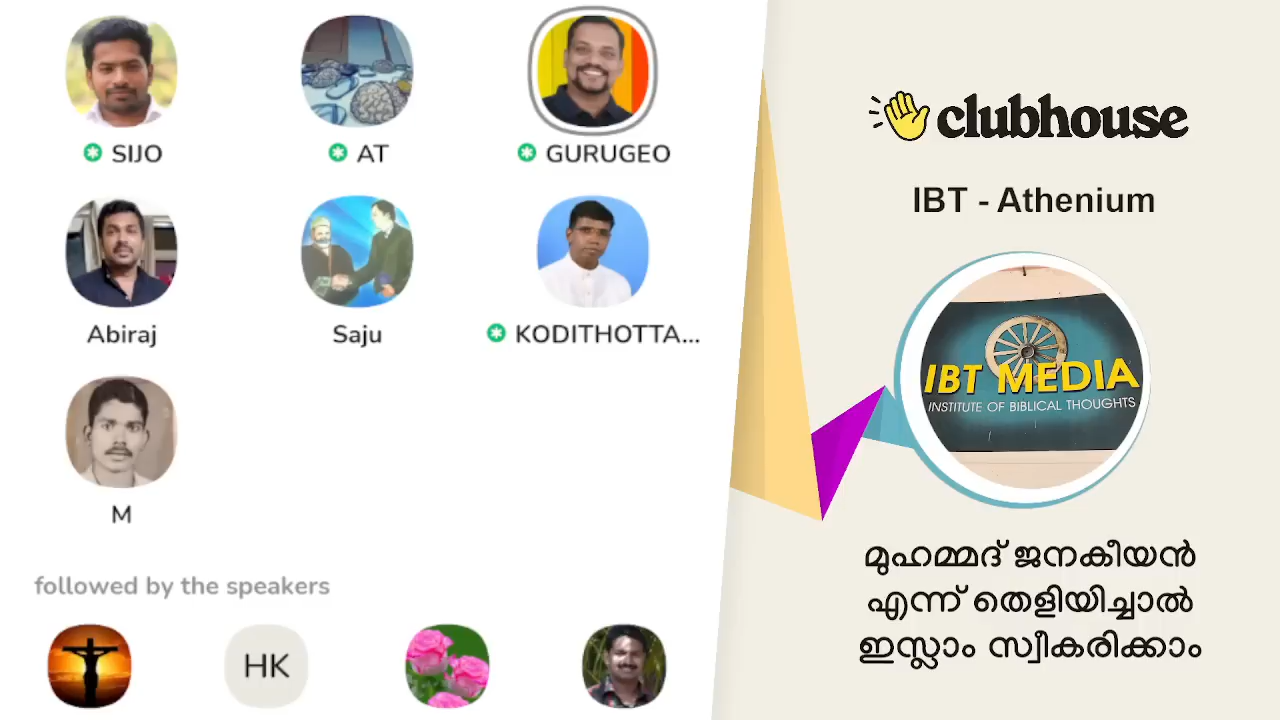 SIJO
AT
GURUGEO
Abiraj
Saju
KODITHOTTA...
M
followed by the speakers
HK
clubhouse
IBT - Athenium
IBT MEDIA
INSTITUTE OF BIBLICAL THOUGHTS
മുഹമ്മദ് ജനകീയൻ
എന്ന് തെളിയിച്ചാൽ
ഇസ്ലാം സ്വീകരിക്കാം